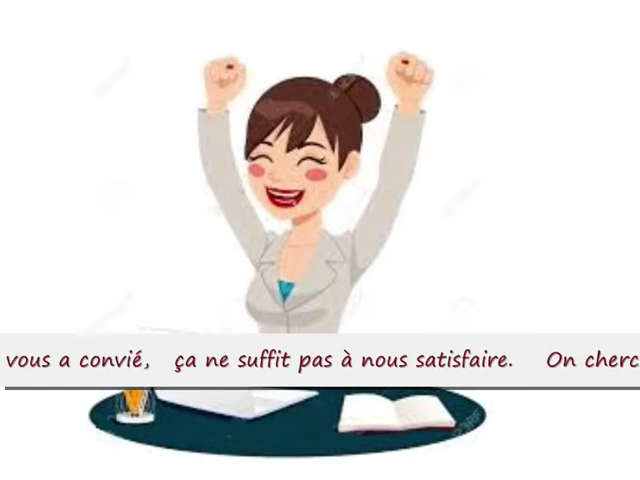 vous a convié, ça ne suffit pas à nous satisfaire. On cherc